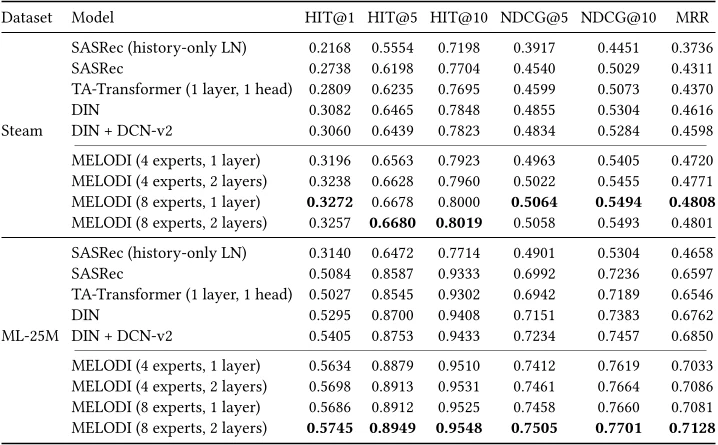 Dataset Model HIT@1 HIT@5 HIT@10 NDCG@5 NDCG@10 MRR
SASRec (history-only LN) 0.2168 0.5554 0.7198 0.3917 0.4451 0.3736
SASRec 0.2738 0.6198 0.7704 0.4540 0.5029 0.4311
TA-Transformer (1 layer, 1 head) 0.2809 0.6235 0.7695 0.4599 0.5073 0.4370
DIN 0.3082 0.6465 0.7848 0.4855 0.5304 0.4616
Steam DIN + DCN-v2 0.3060 0.6439 0.7823 0.4834 0.5284 0.4598
MELODI (4 experts, 1 layer) 0.3196 0.6563 0.7923 0.4963 0.5405 0.4720
MELODI (4 experts, 2 layers) 0.3238 0.6628 0.7960 0.5022 0.5455 0.4771
MELODI (8 experts, 1 layer) 0.3272 0.6678 0.8000 0.5064 0.5494 0.4808
MELODI (8 experts, 2 layers) 0.3257 0.6680 0.8019 0.5058 0.5493 0.4801
SASRec (history-only LN) 0.3140 0.6472 0.7714 0.4901 0.5304 0.4658
SASRec 0.5084 0.8587 0.9333 0.6992 0.7236 0.6597
TA-Transformer (1 layer, 1 head) 0.5027 0.8545 0.9302 0.6942 0.7189 0.6546
DIN 0.5295 0.8700 0.9408 0.7151 0.7383 0.6762
ML-25M DIN + DCN-v2 0.5405 0.8753 0.9433 0.7234 0.7457 0.6850
MELODI (4 experts, 1 layer) 0.5634 0.8879 0.9510 0.7412 0.7619 0.7033
MELODI (4 experts, 2 layers) 0.5698 0.8913 0.9531 0.7461 0.7664 0.7086
MELODI (8 experts, 1 layer) 0.5686 0.8912 0.9525 0.7458 0.7660 0.7081
MELODI (8 experts, 2 layers) 0.5745 0.8949 0.9548 0.7505 0.7701 0.7128